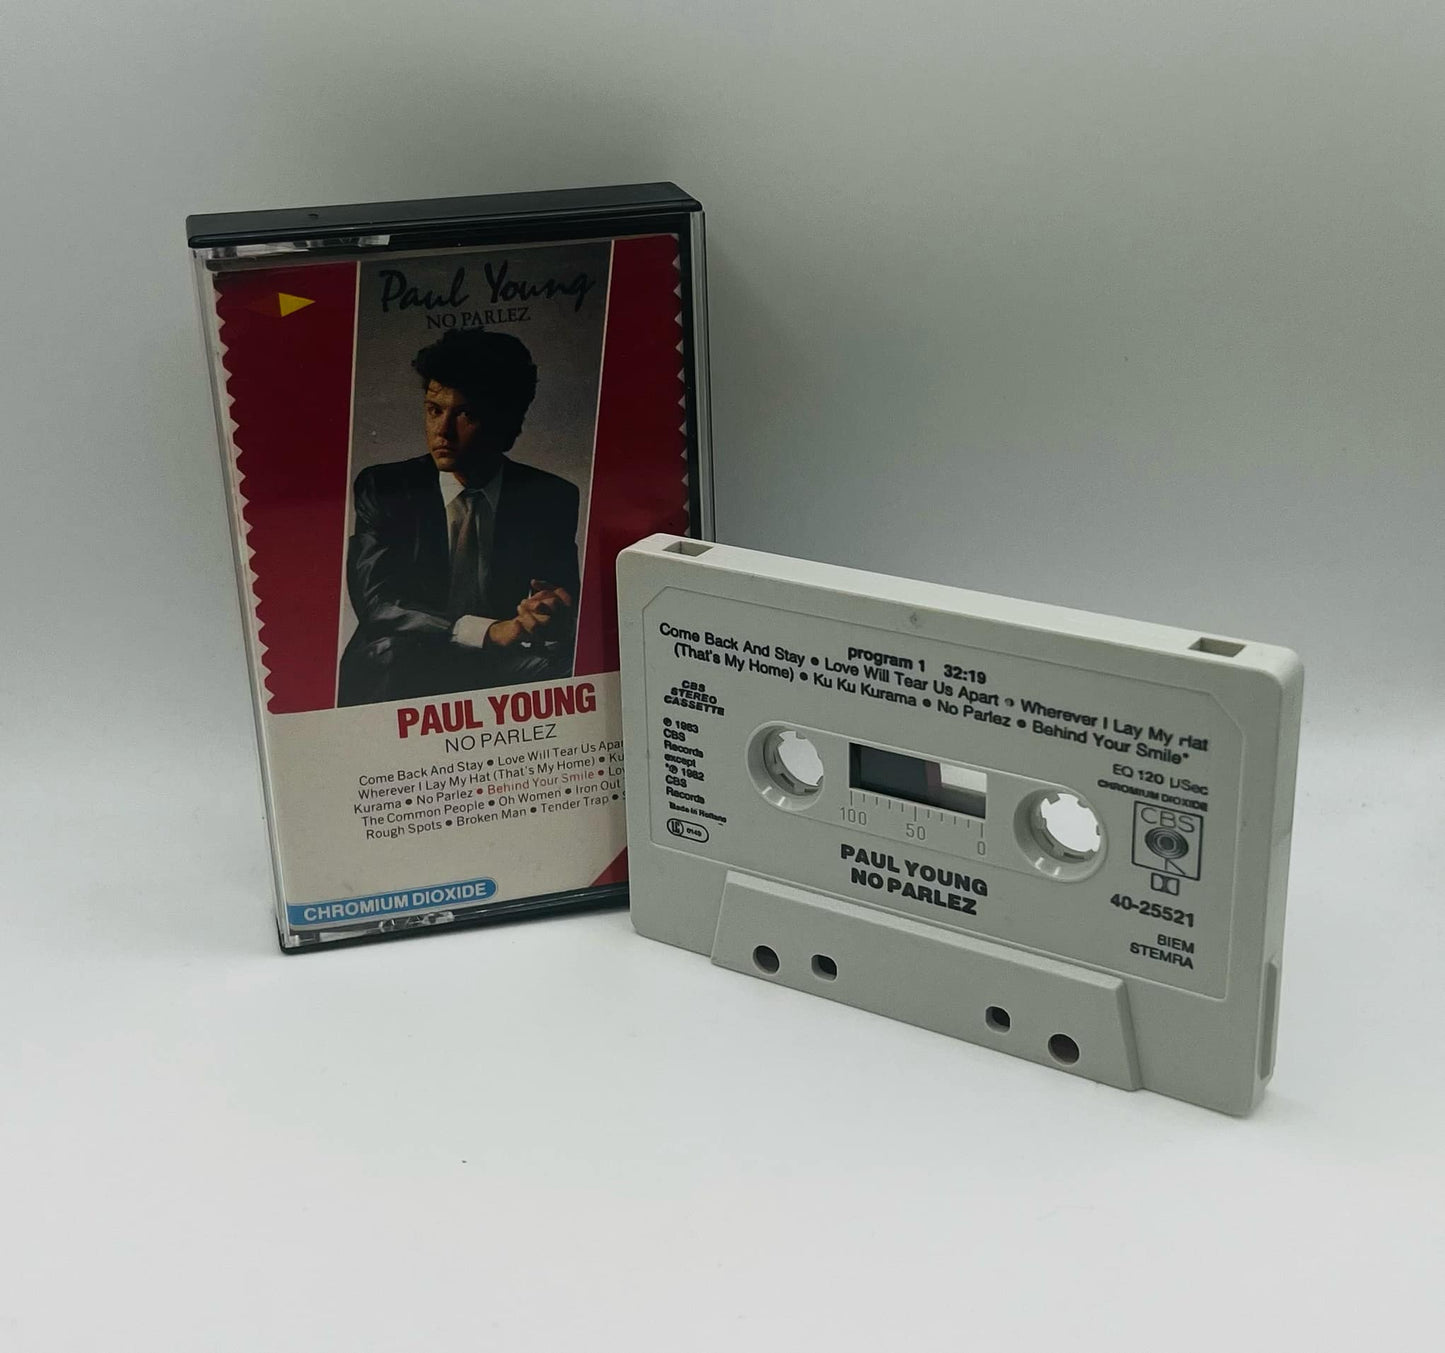 Paul Young
NO PARLEZ
PAUL YOUNG
NO PARLEZ
Come Back And Stay • Love Will Tear Us Apar
Wherever I Lay My Hat (That's My Home) • Ku
Kurama • No Parlez • Behind Your Smile • Lo
The Common People • Oh Women • Iron Out
Rough Spots • Broken Man • Tender Trap • S
CHROMIUM DIOXIDE
program 1 32:19
Come Back And Stay • Love Will Tear Us Apart • Wherever I Lay My Hat
(That's My Home) • Ku Ku Kurama • No Parlez • Behind Your Smile*
CBS
STEREO
CASSETTE
℗ 1983
CBS
Records
except
*℗ 1982
CBS
Records
Made in Holland
0149
EQ 120 µSec
CHROMIUM DIOXIDE
CBS
100 50 0
PAUL YOUNG
NO PARLEZ
40-25521
BIEM
STEMRA